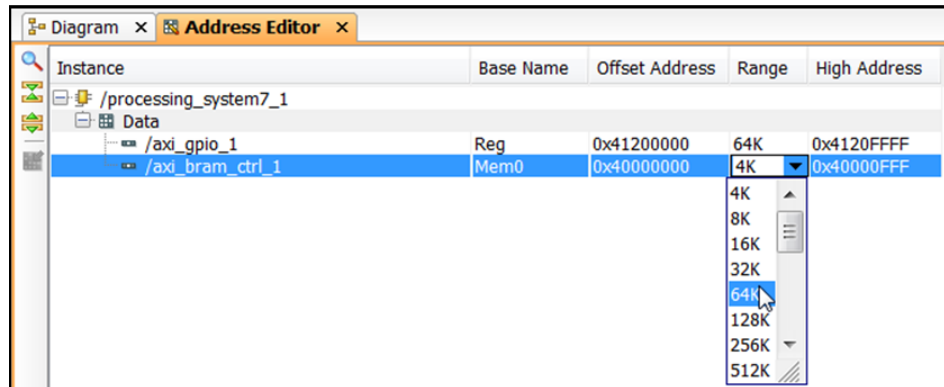 Diagram × Address Editor ×
Instance Base Name Offset Address Range High Address
/processing_system7_1
Data
/axi_gpio_1 Reg 0x41200000 64K 0x4120FFFF
/axi_bram_ctrl_1 Mem0 0x40000000 4K 0x40000FFF
4K
8K
16K
32K
64K
128K
256K
512K